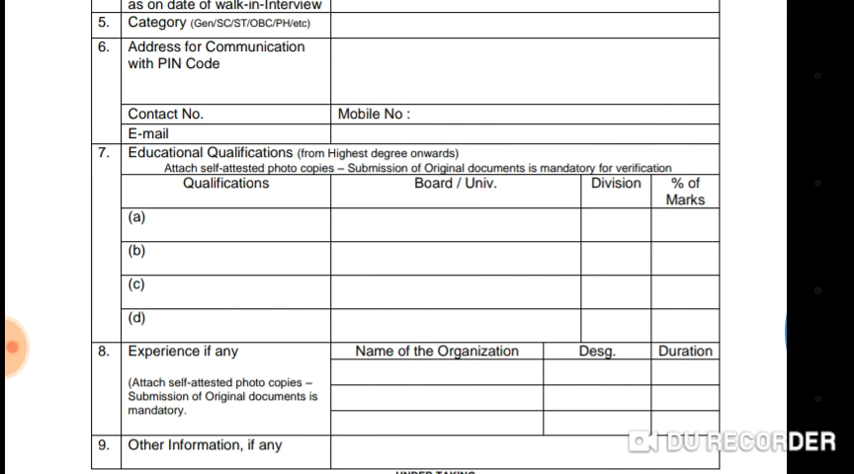 as on date of walk-in-Interview
5. Category (Gen/SC/ST/OBC/PH/etc)
6. Address for Communication
with PIN Code
Contact No. Mobile No :
E-mail
7. Educational Qualifications (from Highest degree onwards)
Attach self-attested photo copies – Submission of Original documents is mandatory for verification
Qualifications Board / Univ. Division % of
Marks
(a)
(b)
(c)
(d)
8. Experience if any Name of the Organization Desg. Duration
(Attach self-attested photo copies –
Submission of Original documents is
mandatory.
9. Other Information, if any
DU RECORDER
UNDER TAKING